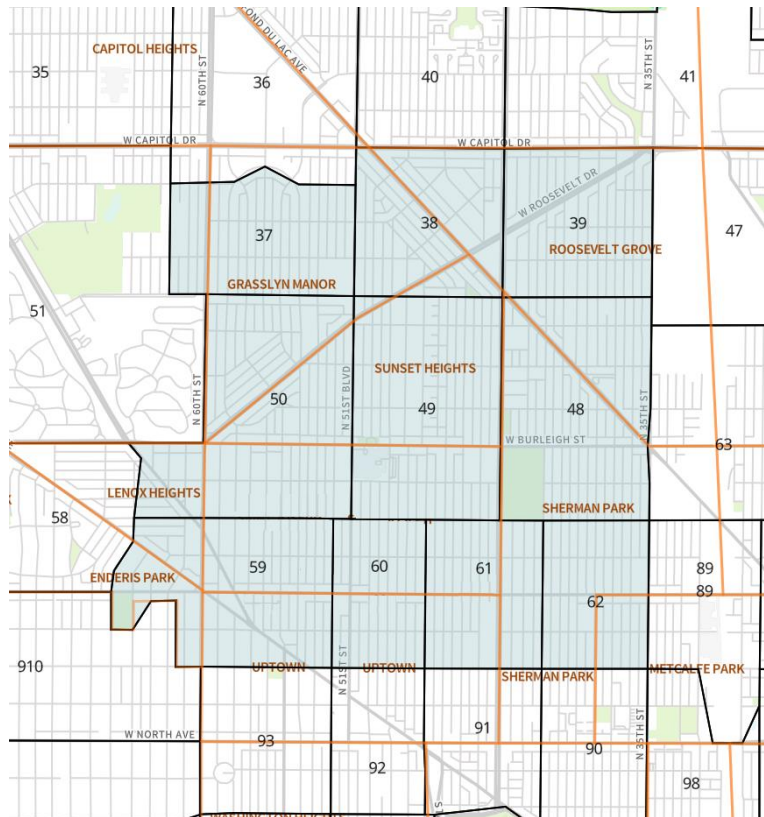 COND DU LAC AVE
CAPITOL HEIGHTS
35
N 60TH ST
36
40
N 35TH ST
41
W CAPITOL DR
W CAPITOL DR
W ROOSEVELT DR
37
38
39
47
ROOSEVELT GROVE
GRASSLYN MANOR
51
SUNSET HEIGHTS
N 60TH ST
50
N 51ST BLVD
49
48
N 35TH ST
W BURLEIGH ST
63
LENOX HEIGHTS
58
SHERMAN PARK
59
60
61
89
ENDERIS PARK
89
62
910
UPTOWN
N 51ST ST
UPTOWN
SHERMAN PARK
METCALFE PARK
W NORTH AVE
93
91
90
N 35TH ST
92
98